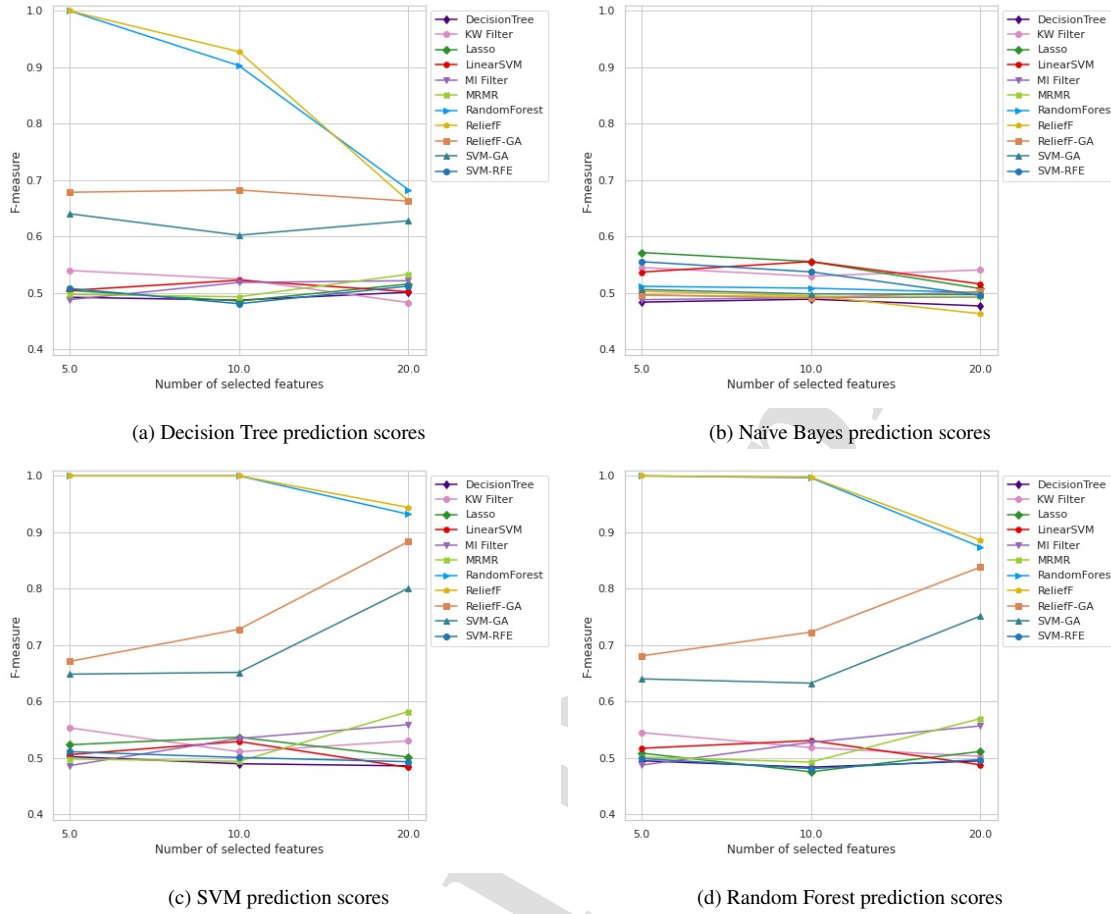 1.0
0.9
0.8
0.7
0.6
0.5
0.4
F-measure
5.0 10.0 20.0
Number of selected features
DecisionTree
KW Filter
Lasso
LinearSVM
MI Filter
MRMR
RandomForest
ReliefF
ReliefF-GA
SVM-GA
SVM-RFE
(a) Decision Tree prediction scores
1.0
0.9
0.8
0.7
0.6
0.5
0.4
F-measure
5.0 10.0 20.0
Number of selected features
DecisionTree
KW Filter
Lasso
LinearSVM
MI Filter
MRMR
RandomFores
ReliefF
ReliefF-GA
SVM-GA
SVM-RFE
(b) Naïve Bayes prediction scores
1.0
0.9
0.8
0.7
0.6
0.5
0.4
F-measure
5.0 10.0 20.0
Number of selected features
DecisionTree
KW Filter
Lasso
LinearSVM
MI Filter
MRMR
RandomForest
ReliefF
ReliefF-GA
SVM-GA
SVM-RFE
(c) SVM prediction scores
1.0
0.9
0.8
0.7
0.6
0.5
0.4
F-measure
5.0 10.0 20.0
Number of selected features
DecisionTree
KW Filter
Lasso
LinearSVM
MI Filter
MRMR
RandomFores
ReliefF
ReliefF-GA
SVM-GA
SVM-RFE
(d) Random Forest prediction scores